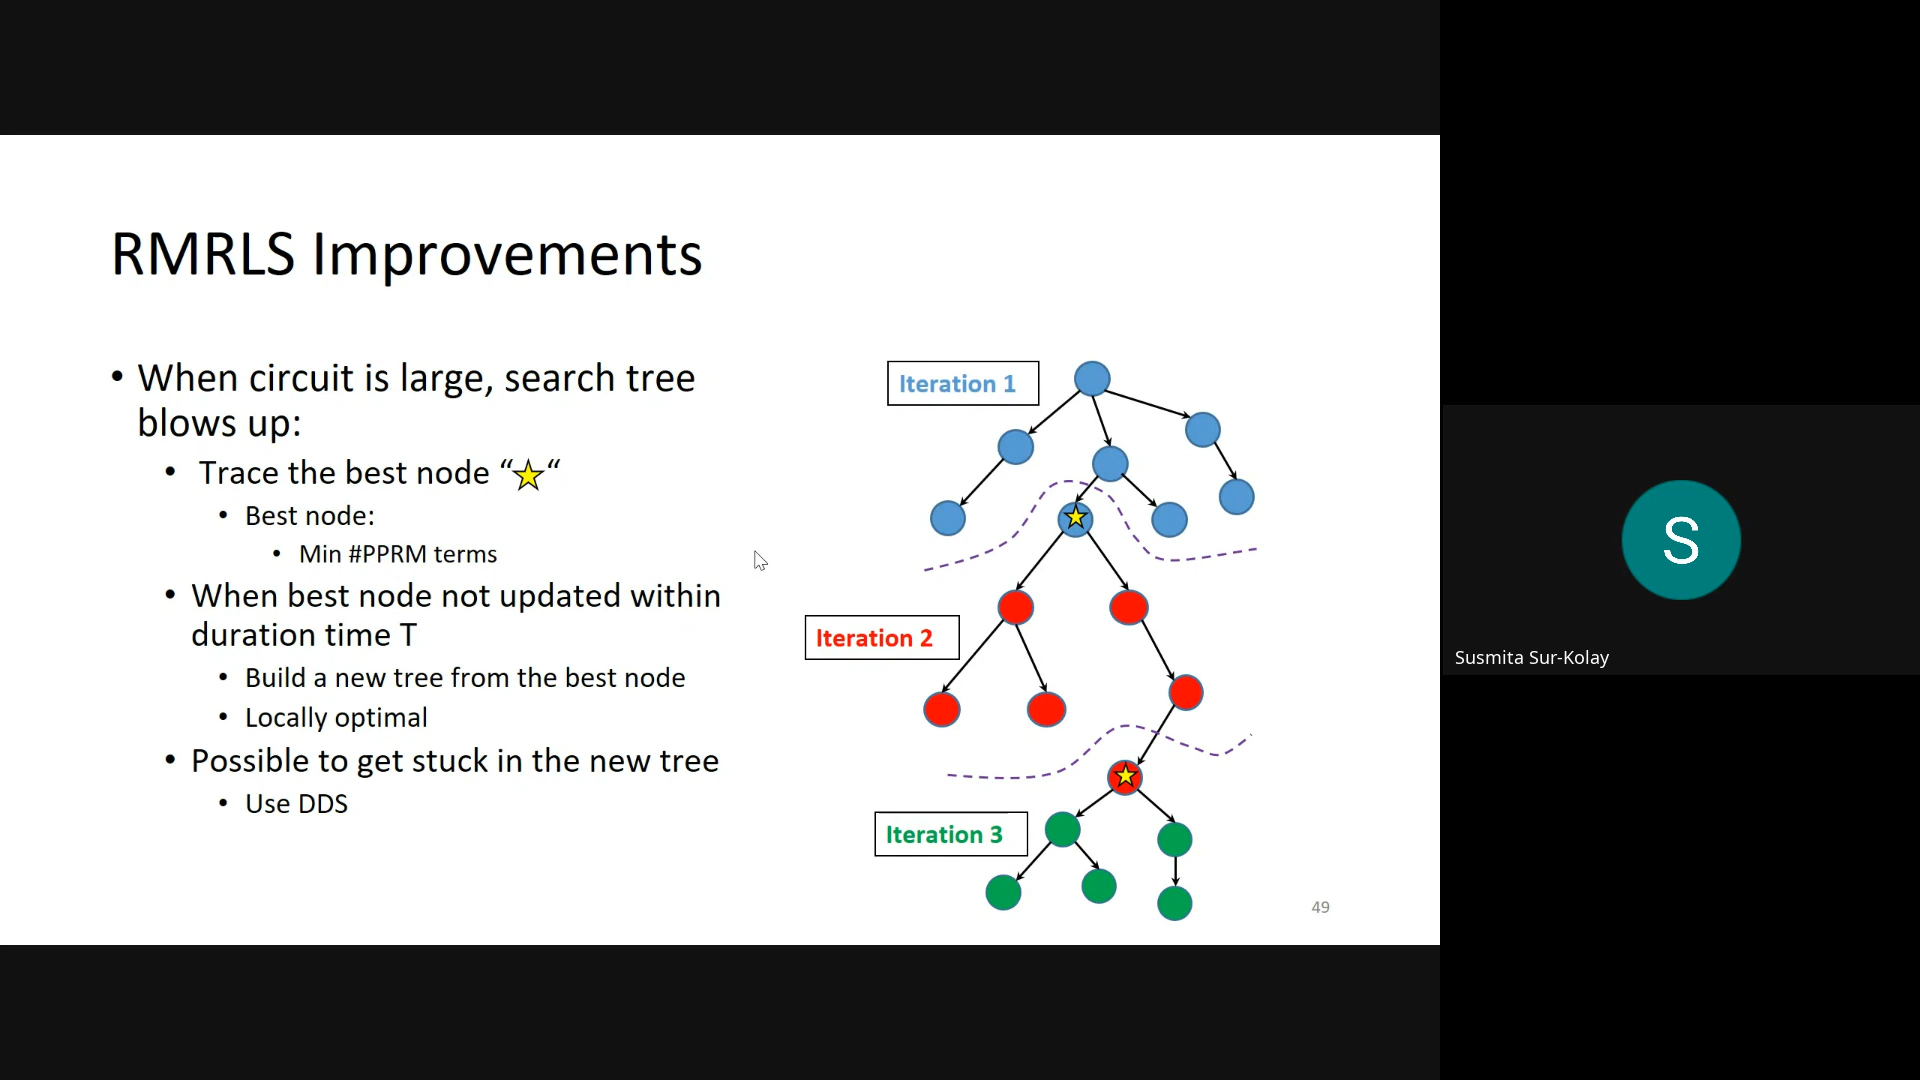 RMRLS Improvements
• When circuit is large, search tree
blows up:
• Trace the best node “★“
• Best node:
• Min #PPRM terms
• When best node not updated within
duration time T
• Build a new tree from the best node
• Locally optimal
• Possible to get stuck in the new tree
• Use DDS
Iteration 1
Iteration 2
Iteration 3
49
S
Susmita Sur-Kolay